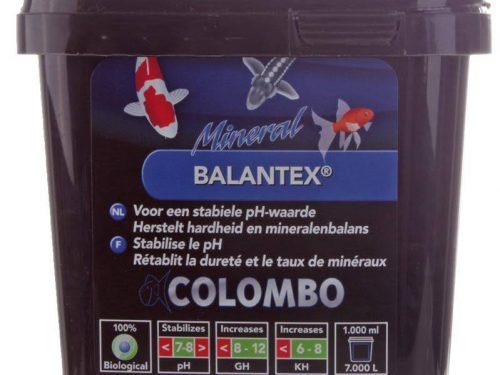 Mineral
BALANTEX®
NL Voor een stabiele pH-waarde
Herstelt hardheid en mineralenbalans
F Stabilise le pH
Rétablit la dureté et le taux de minéraux
COLOMBO
100% Stabilizes Increases Increases 1.000 ml
< 7-8 > < 8 - 12 < 6 - 8
Biological pH GH KH 7.000 L